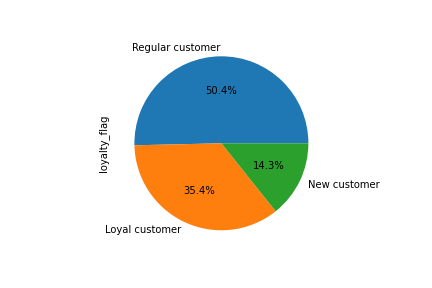 Regular customer
50.4%
loyalty_flag
14.3%
New customer
35.4%
Loyal customer